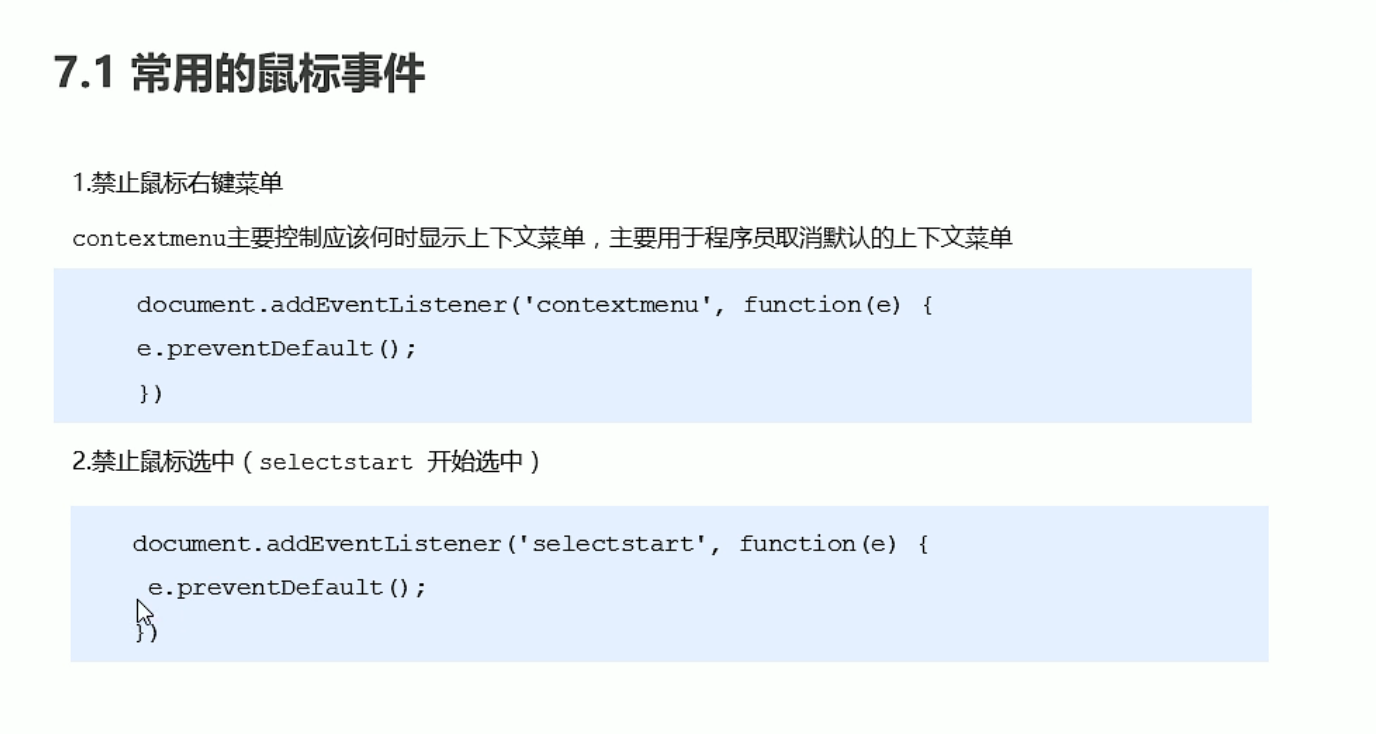 7.1 常用的鼠标事件
1.禁止鼠标右键菜单
contextmenu主要控制应该何时显示上下文菜单，主要用于程序员取消默认的上下文菜单
document.addEventListener('contextmenu', function(e) {
e.preventDefault();
})
2.禁止鼠标选中（selectstart 开始选中）
document.addEventListener('selectstart', function(e) {
e.preventDefault();
})